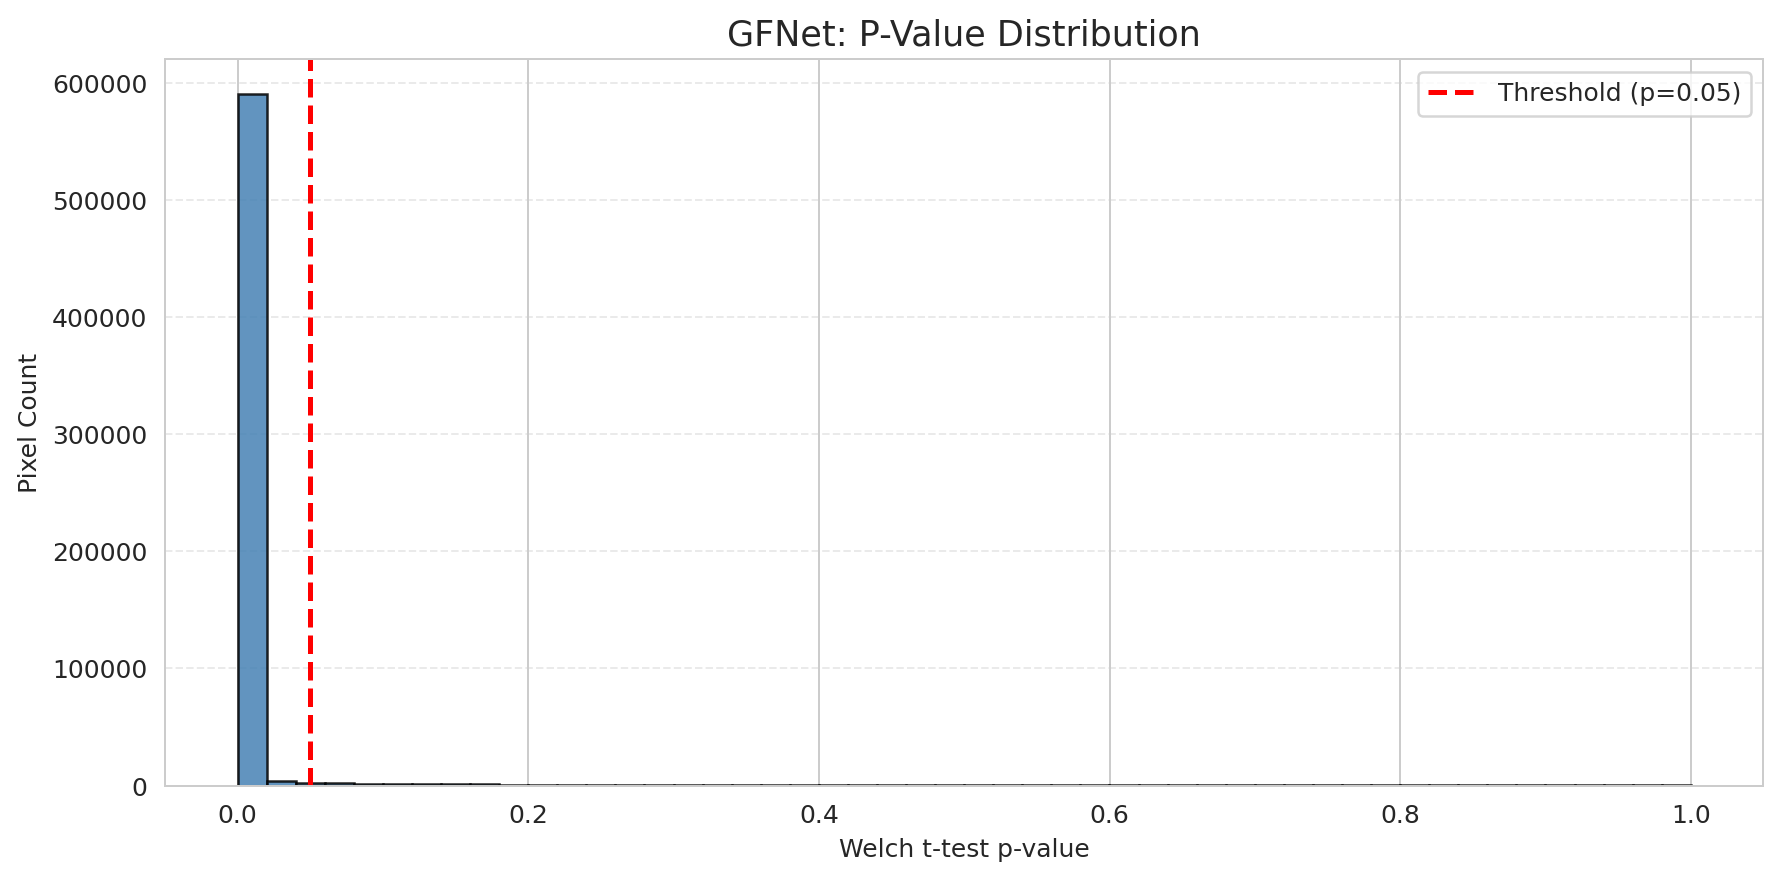 GFNet: P-Value Distribution
Threshold (p=0.05)
600000
500000
400000
300000
200000
100000
0
Pixel Count
0.0 0.2 0.4 0.6 0.8 1.0
Welch t-test p-value